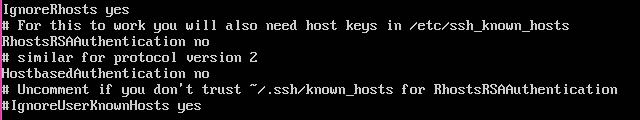 IgnoreRhosts yes
# For this to work you will also need host keys in /etc/ssh_known_hosts
RhostsRSAAuthentication no
# similar for protocol version 2
HostbasedAuthentication no
# Uncomment if you don't trust ~/.ssh/known_hosts for RhostsRSAAuthentication
#IgnoreUserKnownHosts yes